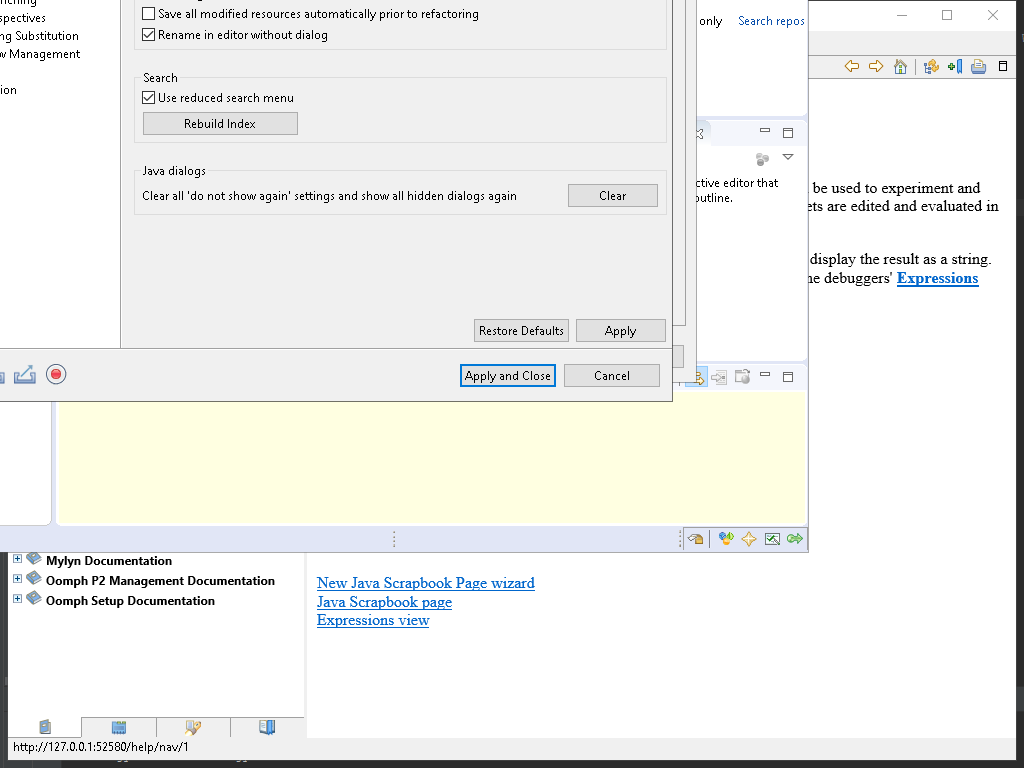 Save all modified resources automatically prior to refactoring
Rename in editor without dialog
spectives
ng Substitution
w Management
ion
Search
Use reduced search menu
Rebuild Index
Java dialogs
Clear all 'do not show again' settings and show all hidden dialogs again
Clear
Restore Defaults
Apply
Apply and Close
Cancel
only
Search repos
ctive editor that
outline.
be used to experiment and
ets are edited and evaluated in
display the result as a string.
he debuggers' Expressions
Mylyn Documentation
Oomph P2 Management Documentation
Oomph Setup Documentation
New Java Scrapbook Page wizard
Java Scrapbook page
Expressions view
http://127.0.0.1:52580/help/nav/1